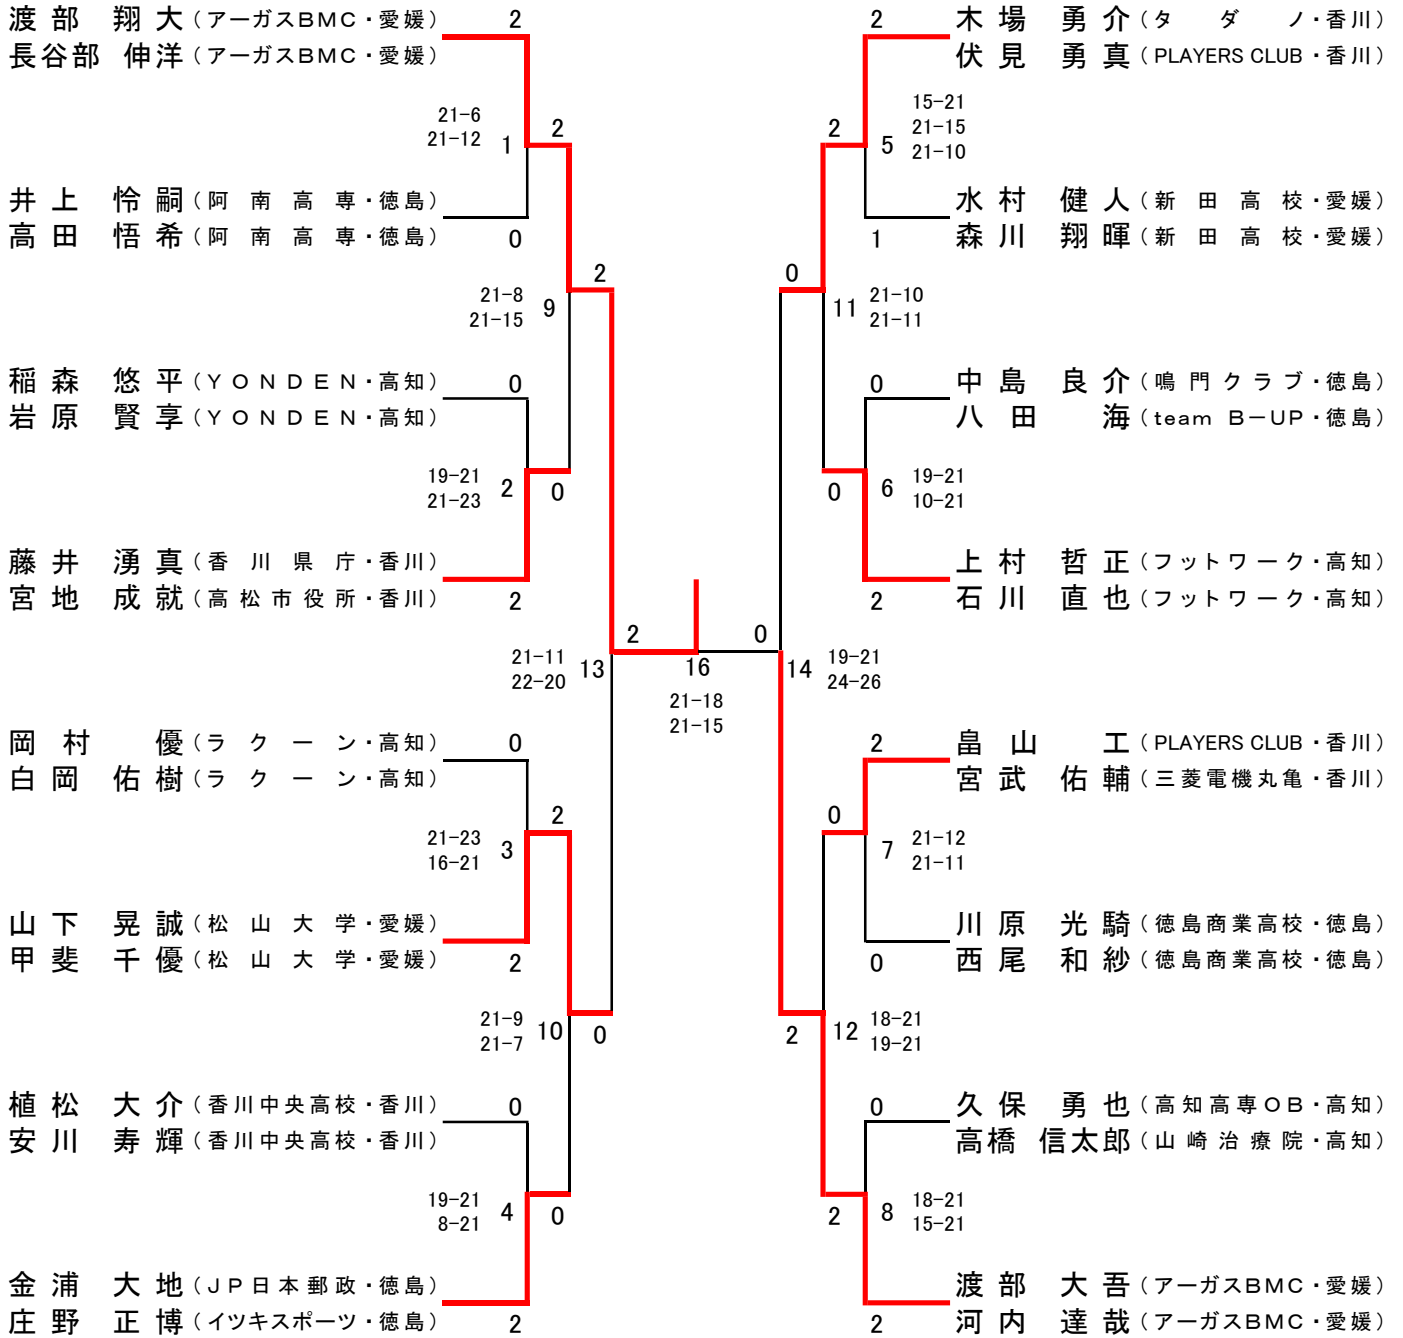 渡部 翔大（アーガスBMC・愛媛） 2
長谷部 伸洋（アーガスBMC・愛媛）
21-6
21-12
1
2
井上 怜嗣（阿南高専・徳島）
高田 悟希（阿南高専・徳島） 0
21-8
21-15
9
2
稲森 悠平（YONDEN・高知） 0
岩原 賢享（YONDEN・高知）
19-21
21-23
2
0
藤井 湧真（香川県庁・香川）
宮地 成就（高松市役所・香川） 2
21-11
22-20
13
2
岡村 優（ラクーン・高知） 0
白岡 佑樹（ラクーン・高知）
21-23
16-21
3
2
山下 晃誠（松山大学・愛媛）
甲斐 千優（松山大学・愛媛） 2
21-9
21-7
10
0
植松 大介（香川中央高校・香川） 0
安川 寿輝（香川中央高校・香川）
19-21
8-21
4
0
金浦 大地（JP日本郵政・徳島）
庄野 正博（イツキスポーツ・徳島） 2
16
21-18
21-15
2 木場 勇介（タダノ・香川）
伏見 勇真（PLAYERS CLUB・香川）
2
5
15-21
21-15
21-10
水村 健人（新田高校・愛媛）
1 森川 翔暉（新田高校・愛媛）
0
11
21-10
21-11
0 中島 良介（鳴門クラブ・徳島）
八田 海（team B－UP・徳島）
0
6
19-21
10-21
上村 哲正（フットワーク・高知）
2 石川 直也（フットワーク・高知）
0
14
19-21
24-26
2 畠山 工（PLAYERS CLUB・香川）
宮武 佑輔（三菱電機丸亀・香川）
0
7
21-12
21-11
川原 光騎（徳島商業高校・徳島）
0 西尾 和紗（徳島商業高校・徳島）
2
12
18-21
19-21
0 久保 勇也（高知高専OB・高知）
高橋 信太郎（山崎治療院・高知）
2
8
18-21
15-21
渡部 大吾（アーガスBMC・愛媛）
2 河内 達哉（アーガスBMC・愛媛）